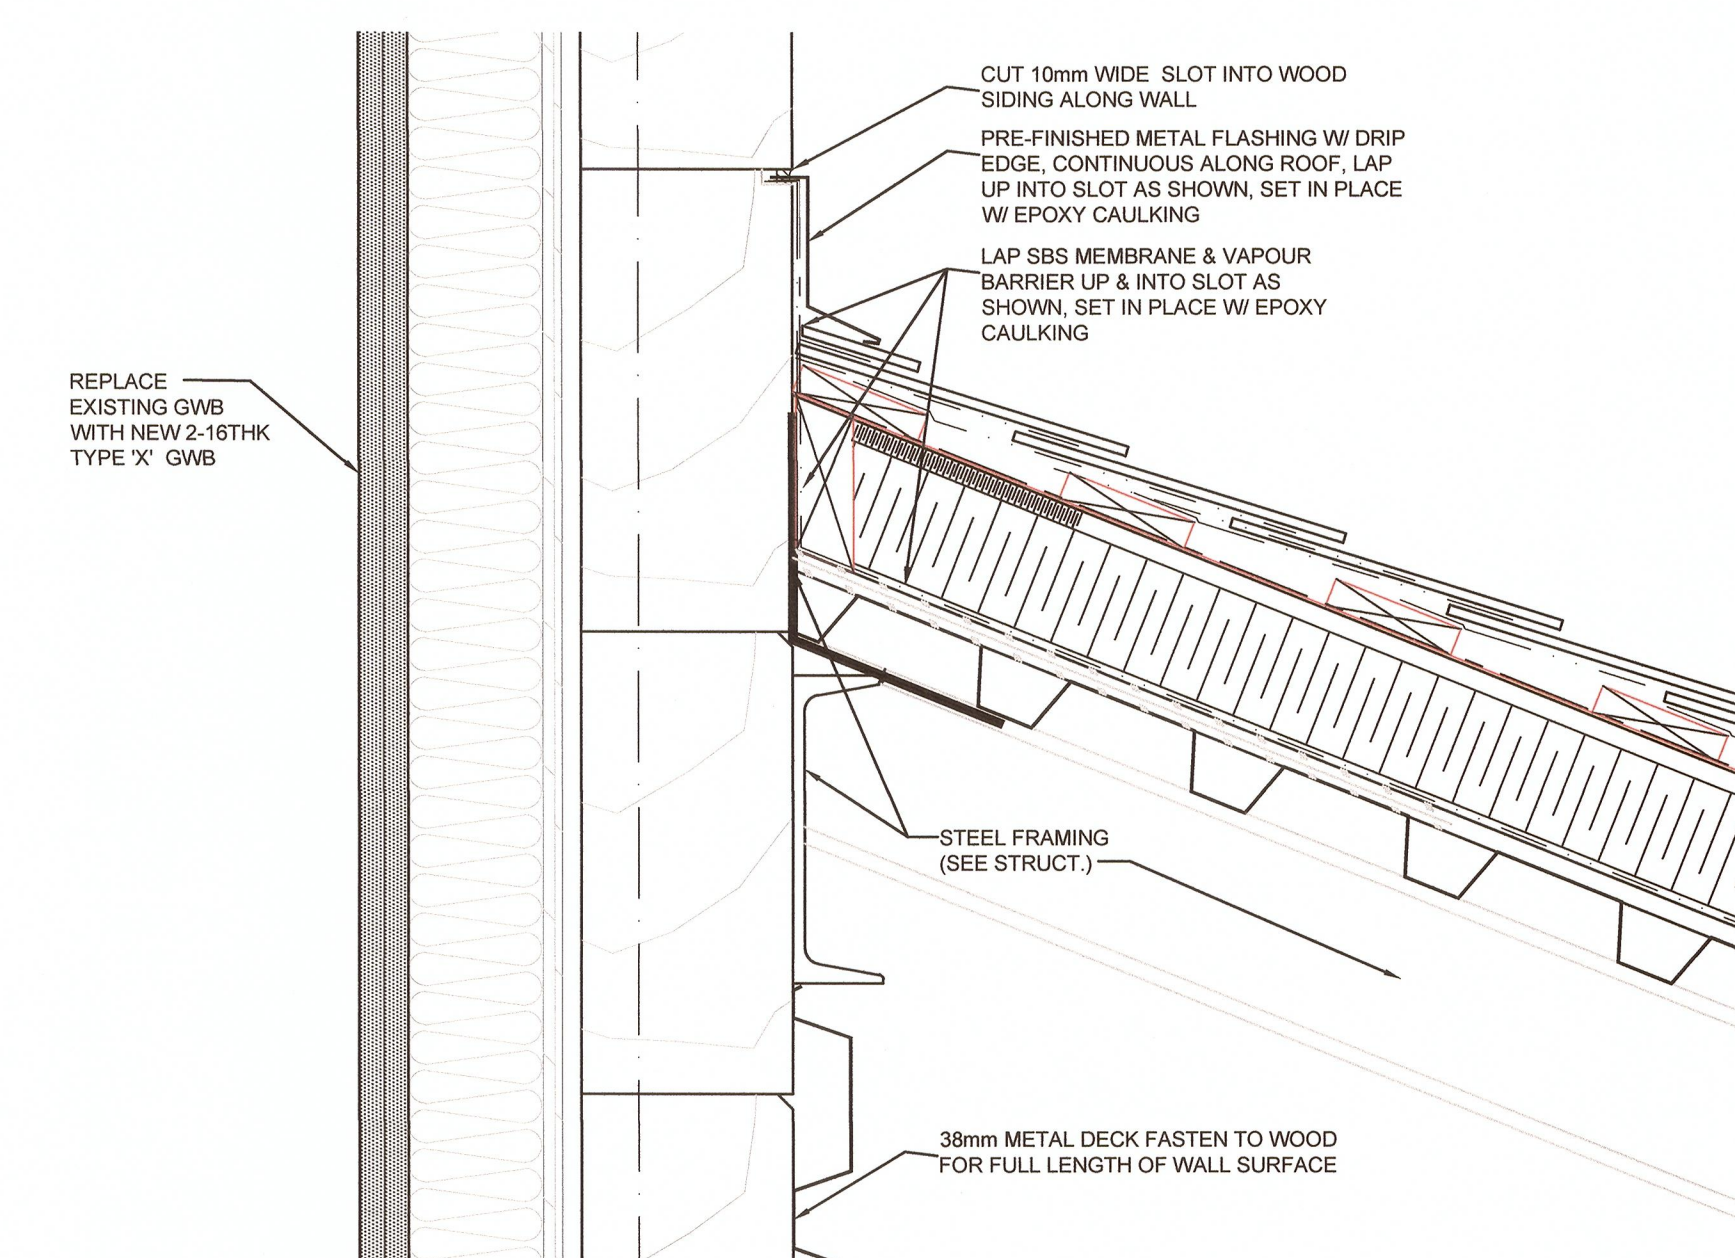 CUT 10mm WIDE SLOT INTO WOOD
SIDING ALONG WALL
PRE-FINISHED METAL FLASHING W/ DRIP
EDGE, CONTINUOUS ALONG ROOF, LAP
UP INTO SLOT AS SHOWN, SET IN PLACE
W/ EPOXY CAULKING
LAP SBS MEMBRANE & VAPOUR
BARRIER UP & INTO SLOT AS
SHOWN, SET IN PLACE W/ EPOXY
CAULKING
REPLACE
EXISTING GWB
WITH NEW 2-16THK
TYPE 'X' GWB
STEEL FRAMING
(SEE STRUCT.)
38mm METAL DECK FASTEN TO WOOD
FOR FULL LENGTH OF WALL SURFACE